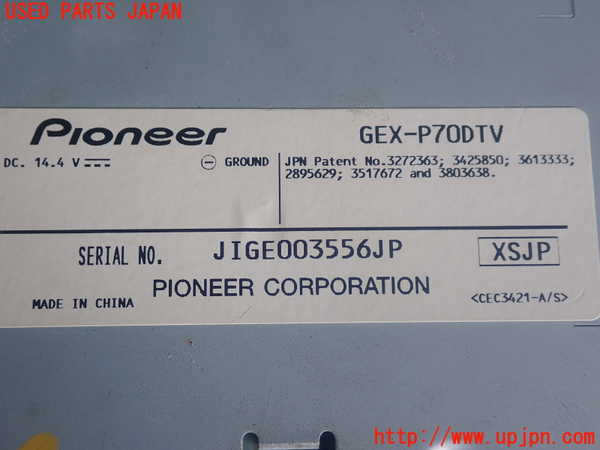 USED PARTS JAPAN
Pioneer
GEX-P70DTV
DC. 14.4 V
GROUND
JPN Patent No.3272363; 3425850; 3613333;
2895629; 3517672 and 3803638.
SERIAL NO. JIGE003556JP
XSJP
PIONEER CORPORATION
MADE IN CHINA
<CEC3421-A/S>
UPJ
http://www.upjpn.com/